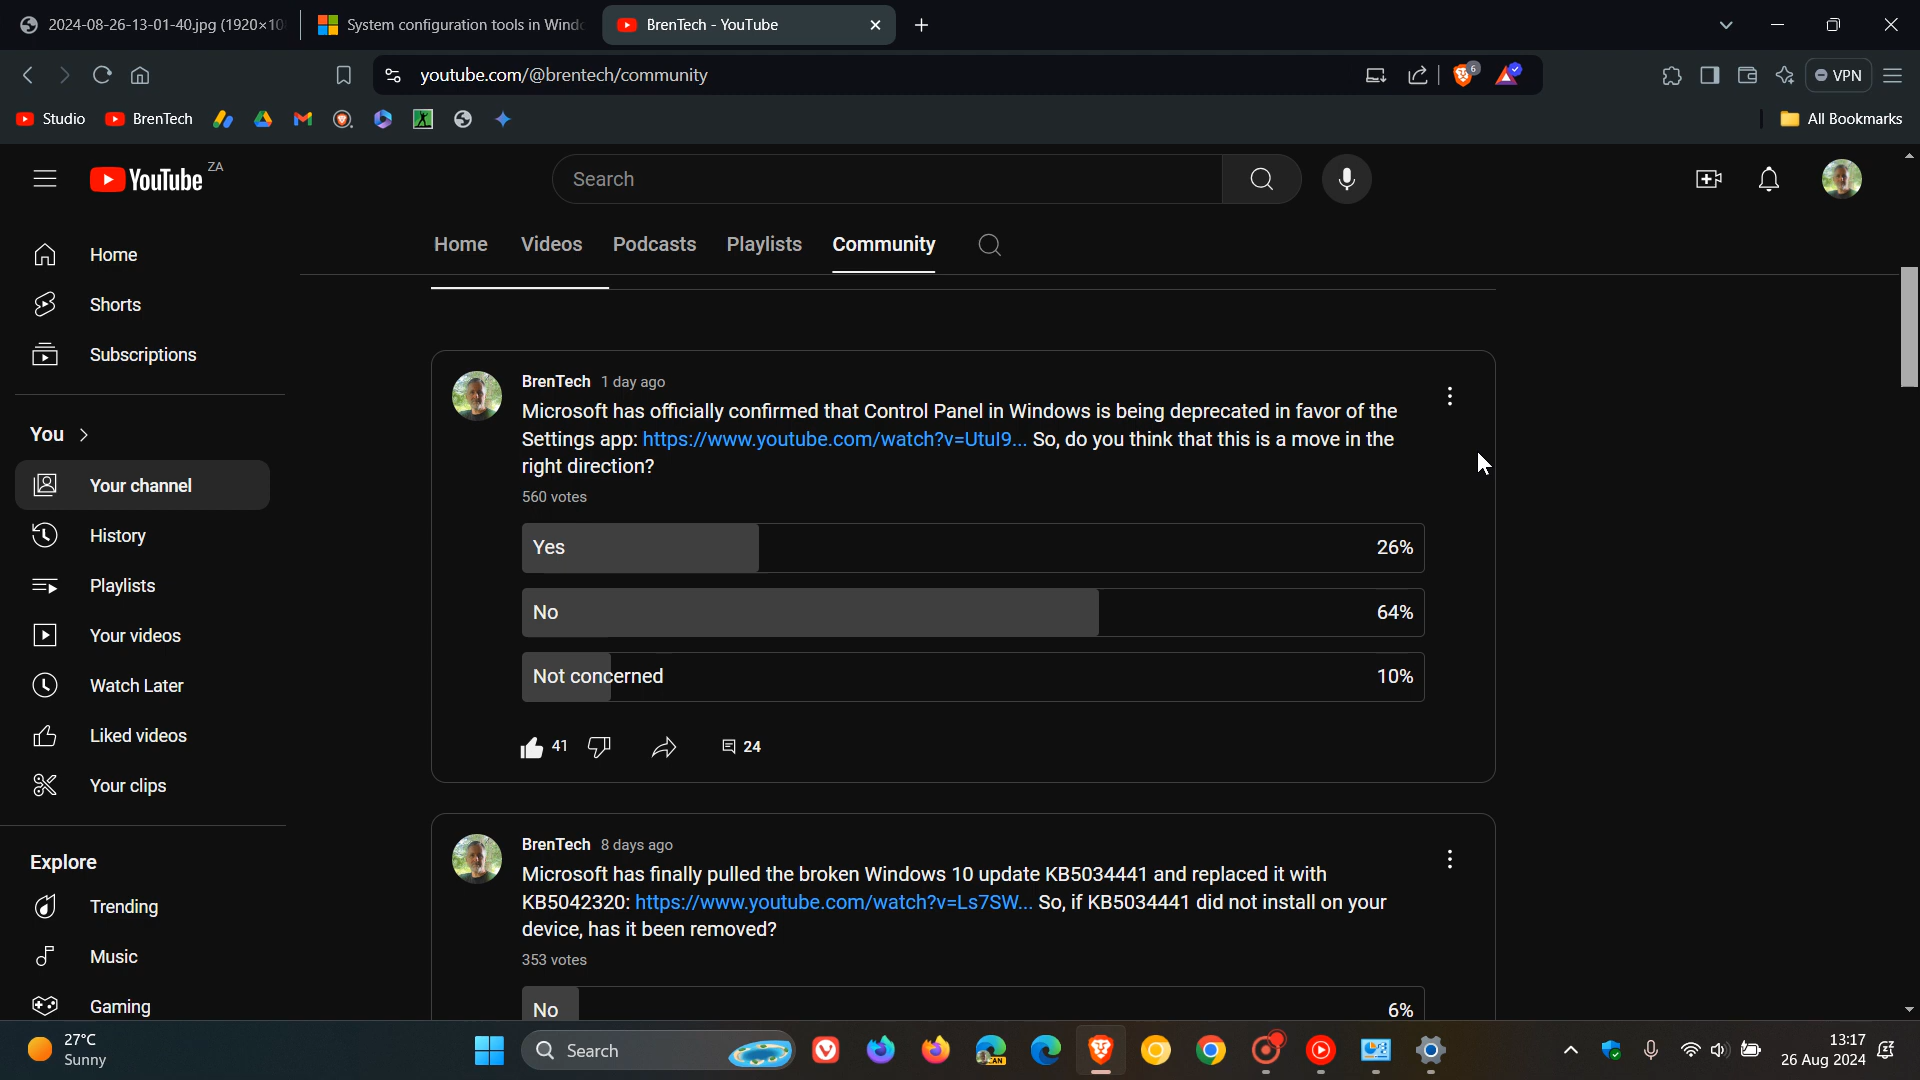 2024-08-26-13-01-40.jpg (1920×10
System configuration tools in Windo
BrenTech - YouTube
youtube.com/@brentech/community
6
VPN
Studio
BrenTech
All Bookmarks
YouTube
ZA
Search
Home
Videos
Podcasts
Playlists
Community
Home
Shorts
Subscriptions
You
Your channel
History
Playlists
Your videos
Watch Later
Liked videos
Your clips
Explore
Trending
Music
Gaming
BrenTech 1 day ago
Microsoft has officially confirmed that Control Panel in Windows is being deprecated in favor of the
Settings app: https://www.youtube.com/watch?v=Utul9... So, do you think that this is a move in the
right direction?
560 votes
Yes 26%
No 64%
Not concerned 10%
41
24
BrenTech 8 days ago
Microsoft has finally pulled the broken Windows 10 update KB5034441 and replaced it with
KB5042320: https://www.youtube.com/watch?v=Ls7SW... So, if KB5034441 did not install on your
device, has it been removed?
353 votes
No 6%
27°C
Sunny
Search
CAN
13:17
26 Aug 2024